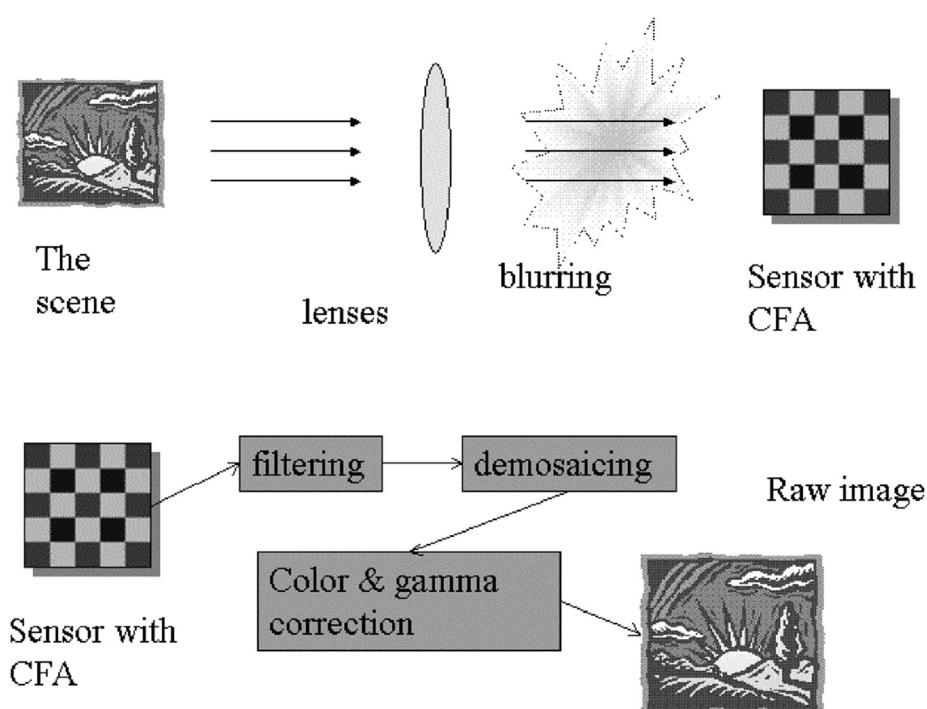 The
scene
lenses
blurring
Sensor with
CFA
filtering
demosaicing
Raw image
Color & gamma
correction
Sensor with
CFA